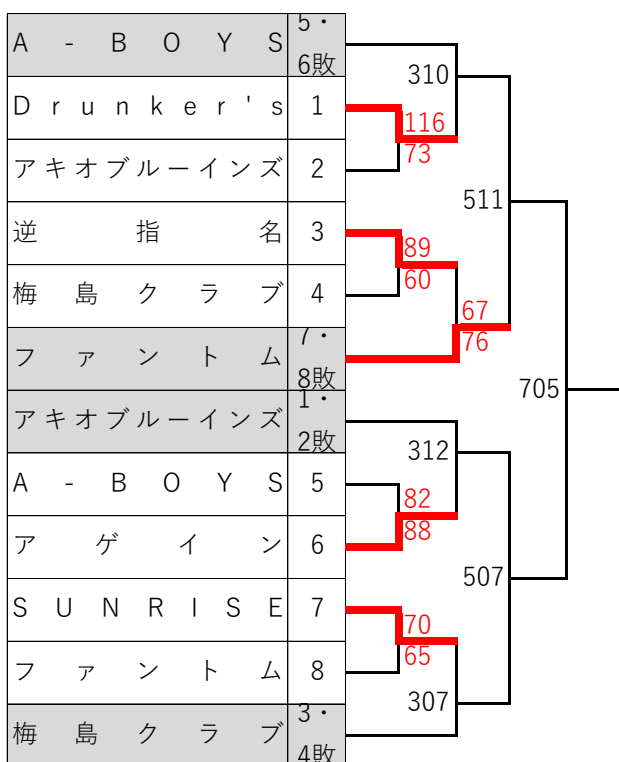 A-BOYS 5・6敗
310
Drunker's 1
116
73
アキオブルーインズ 2
511
逆指名 3
89
60
梅島クラブ 4
67
76
ファントム 7・8敗
705
アキオブルーインズ 1・2敗
312
A-BOYS 5
82
88
アゲイン 6
507
SUNRISE 7
70
65
ファントム 8
307
梅島クラブ 3・4敗